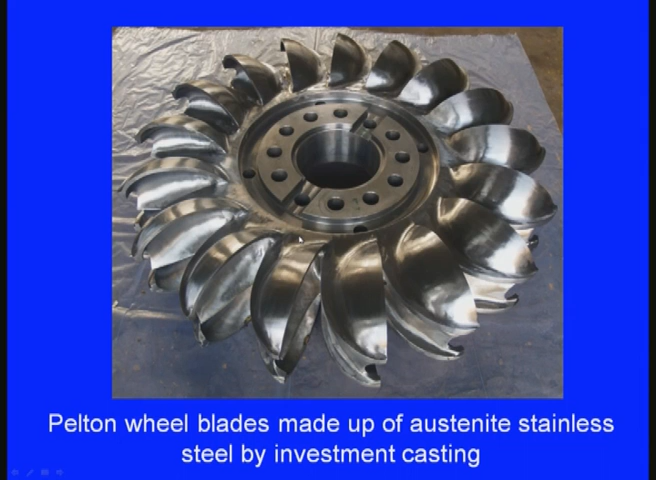 Pelton wheel blades made up of austenite stainless
steel by investment casting